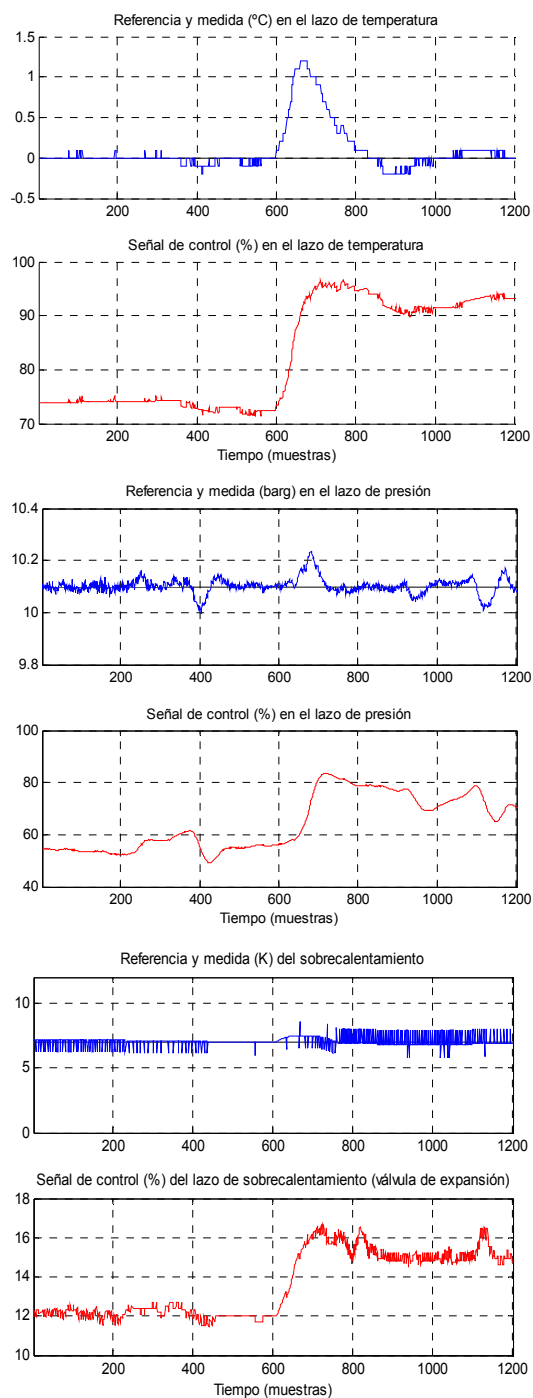 Referencia y medida (ºC) en el lazo de temperatura
1.5
1
0.5
0
-0.5
200 400 600 800 1000 1200
Señal de control (%) en el lazo de temperatura
100
90
80
70
200 400 600 800 1000 1200
Tiempo (muestras)
Referencia y medida (barg) en el lazo de presión
10.4
10.2
10
9.8
200 400 600 800 1000 1200
Señal de control (%) en el lazo de presión
100
80
60
40
200 400 600 800 1000 1200
Tiempo (muestras)
Referencia y medida (K) del sobrecalentamiento
10
5
0
200 400 600 800 1000 1200
Señal de control (%) del lazo de sobrecalentamiento (válvula de expansión)
18
16
14
12
10
200 400 600 800 1000 1200
Tiempo (muestras)